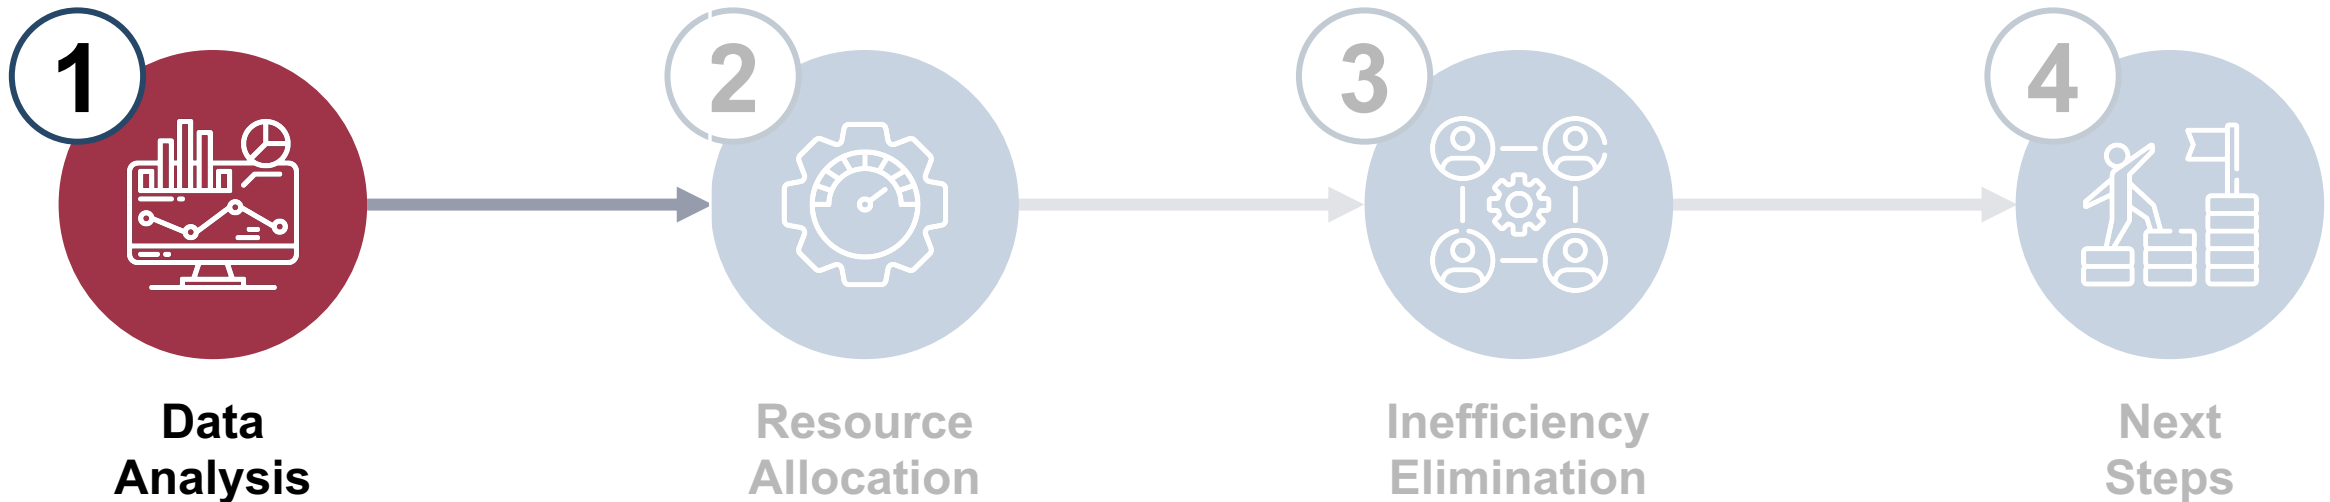 1
2
3
4
Data
Analysis
Resource
Allocation
Inefficiency
Elimination
Next
Steps